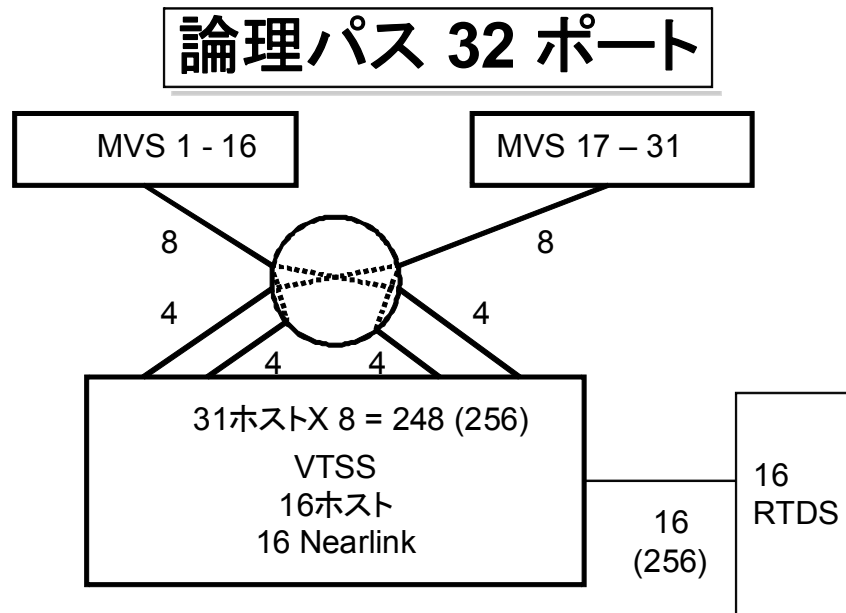 論理パス 32 ポート
MVS 1 - 16
MVS 17 – 31
8
8
4
4
4
4
31ホストX 8 = 248 (256)
VTSS
16ホスト
16 Nearlink
16
(256)
16
RTDS